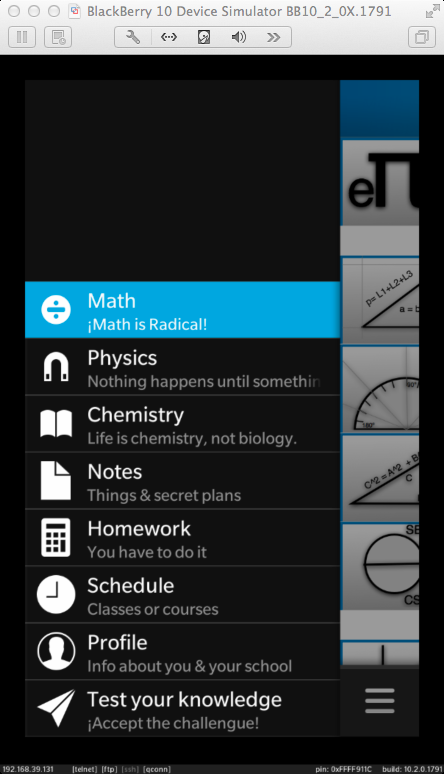 BlackBerry 10 Device Simulator BB10_2_0X.1791
eπ
Math
¡Math is Radical!
p= L1+L2+L3
a = b
Physics
Nothing happens until somethin
90°
180°
Chemistry
Life is chemistry, not biology.
C^2 = A^2 + B
C
Notes
Things & secret plans
Homework
You have to do it
SE
CS
Schedule
Classes or courses
Profile
Info about you & your school
Test your knowledge
¡Accept the challengue!
192.168.39.131 [telnet] [ftp] [ssh] [qconn] pin: 0xFFFF911C build: 10.2.0.1791